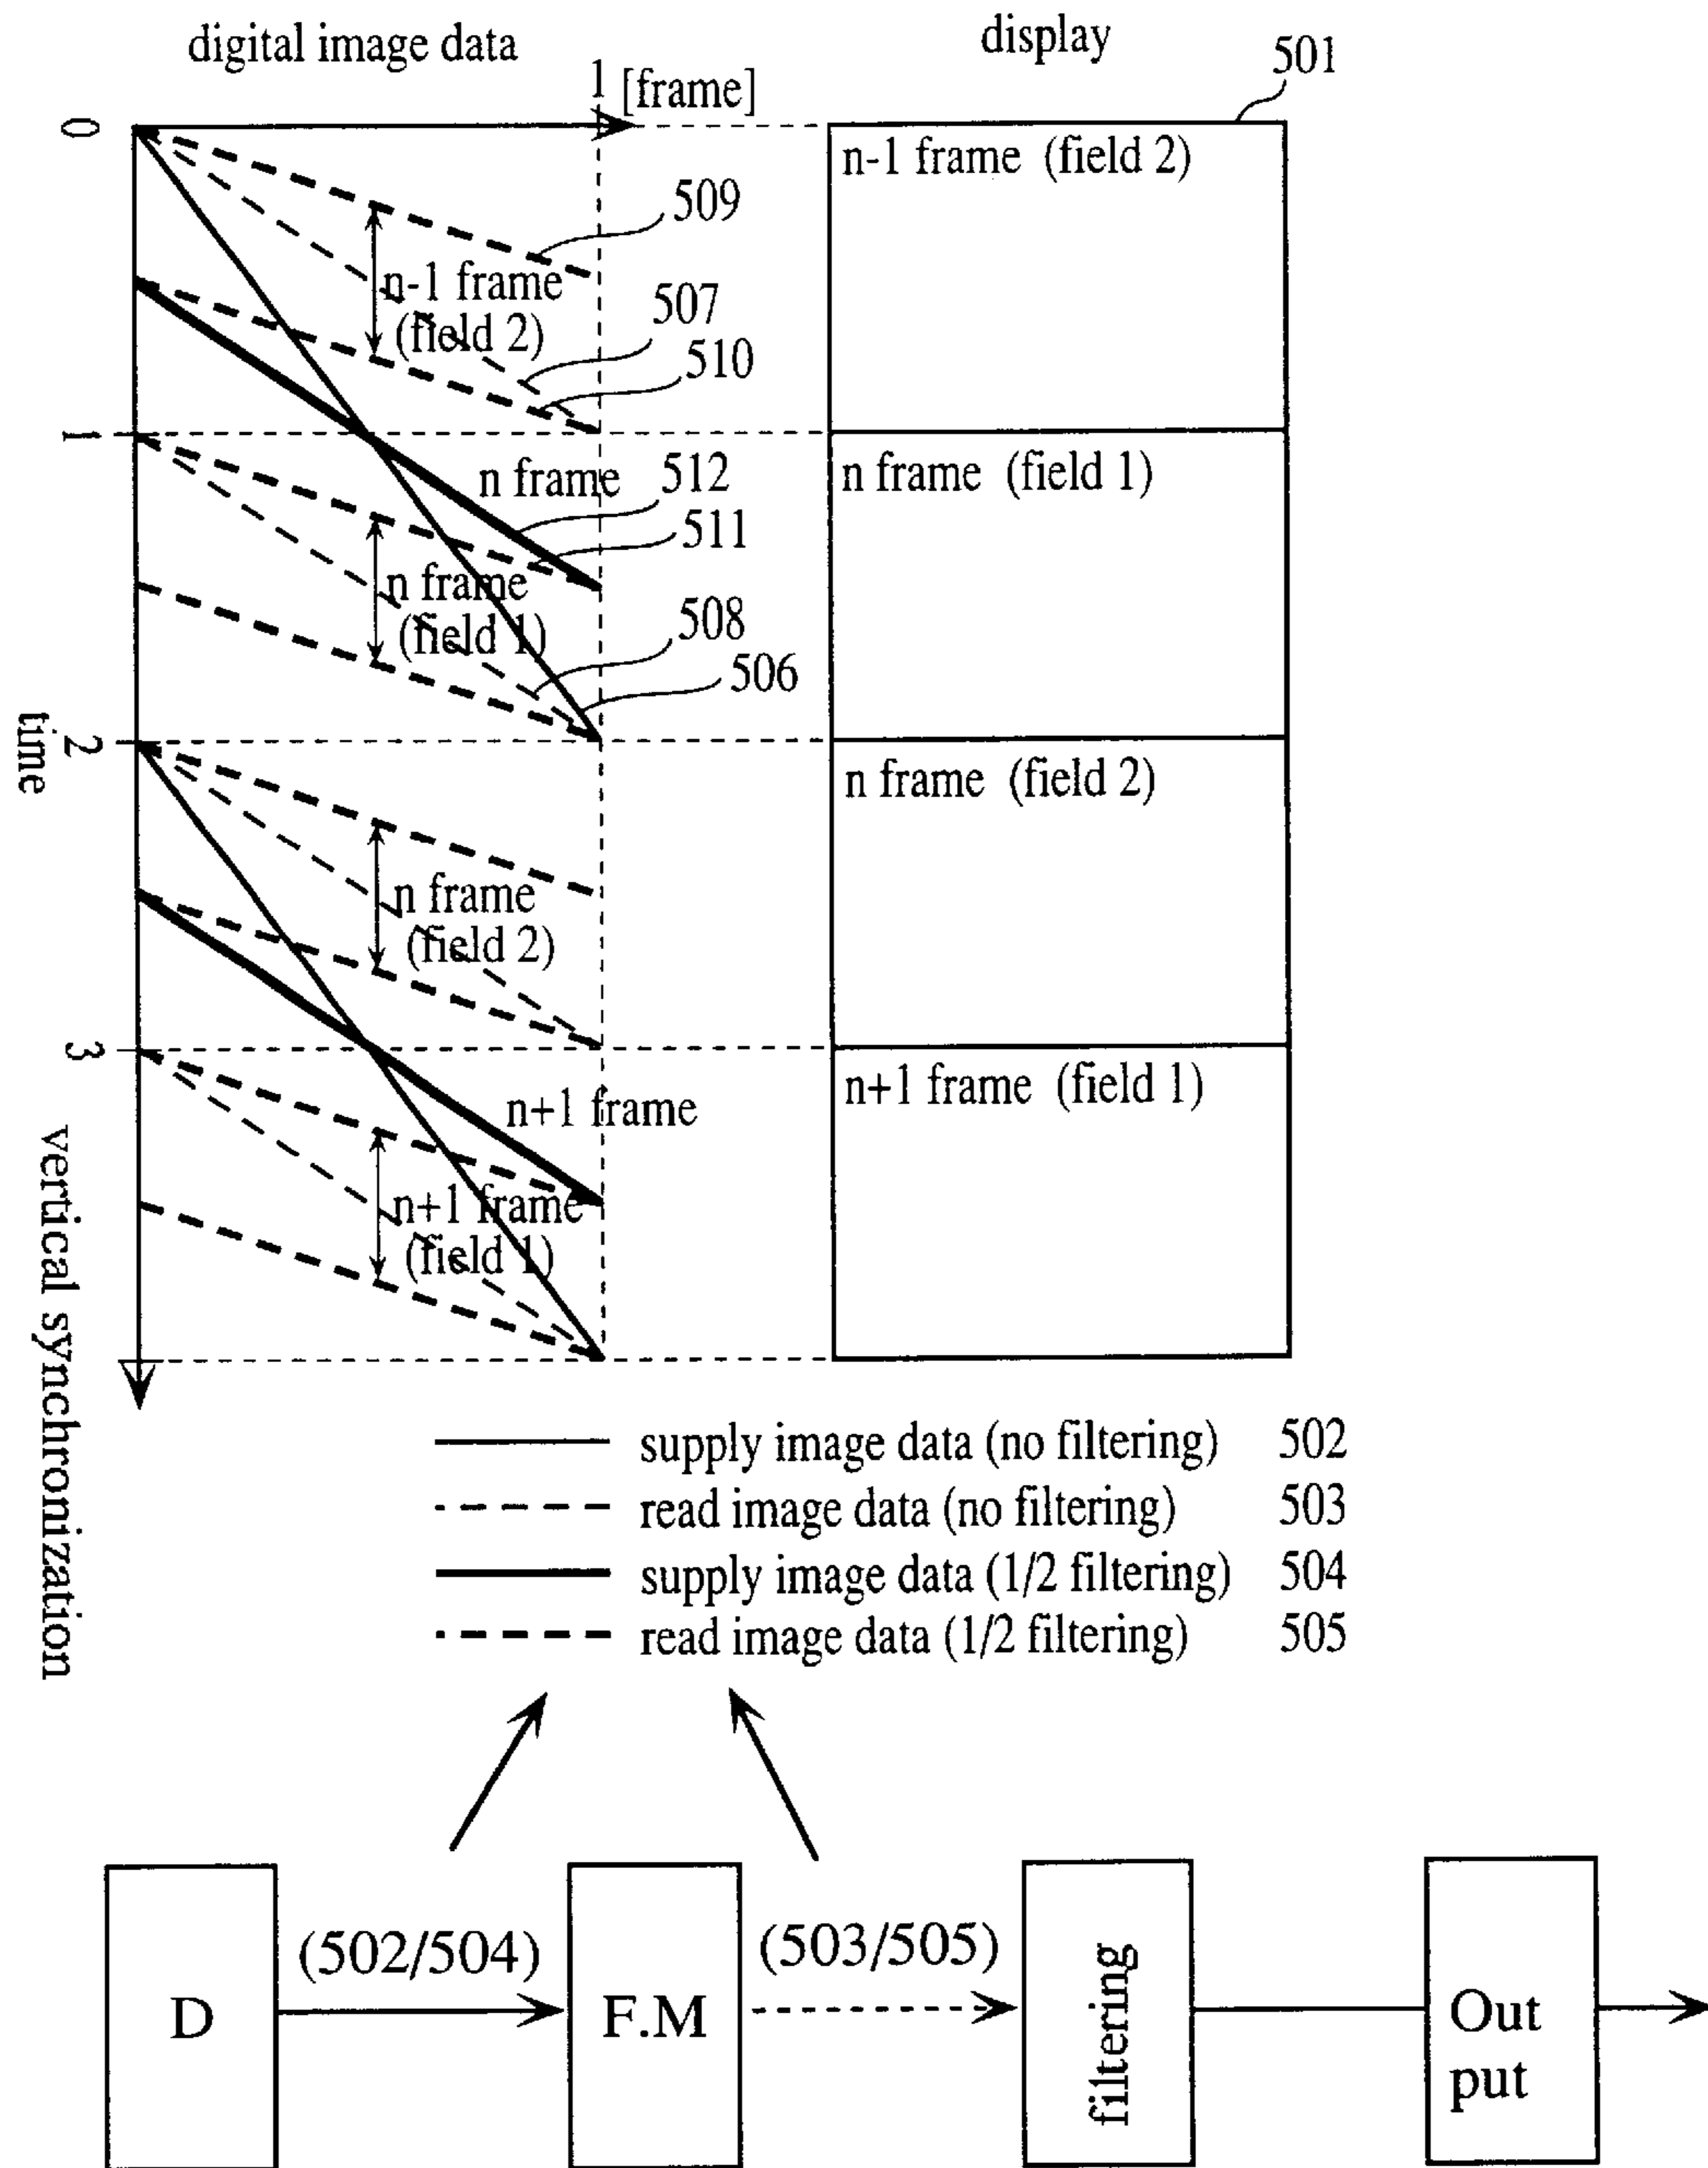 digital image data
display
501
1 [frame]
0
n-1 frame (field 2)
509
n-1 frame
(field 2)
507
510
1
n frame
512
n frame (field 1)
511
n frame
(field 1)
508
506
2
time
n frame (field 2)
n frame
(field 2)
3
n+1 frame (field 1)
n+1 frame
n+1 frame
(field 1)
vertical synchronization
supply image data (no filtering) 502
read image data (no filtering) 503
supply image data (1/2 filtering) 504
read image data (1/2 filtering) 505
(502/504)
(503/505)
D
F.M
filtering
Out
put